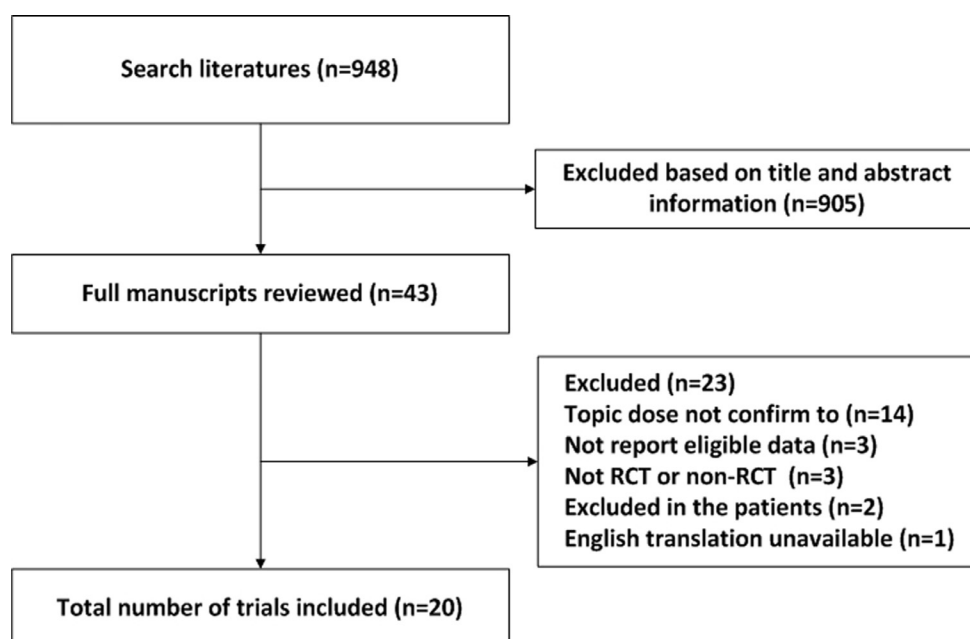 Search literatures (n=948)
Excluded based on title and abstract
information (n=905)
Full manuscripts reviewed (n=43)
Excluded (n=23)
Topic dose not confirm to (n=14)
Not report eligible data (n=3)
Not RCT or non-RCT (n=3)
Excluded in the patients (n=2)
English translation unavailable (n=1)
Total number of trials included (n=20)